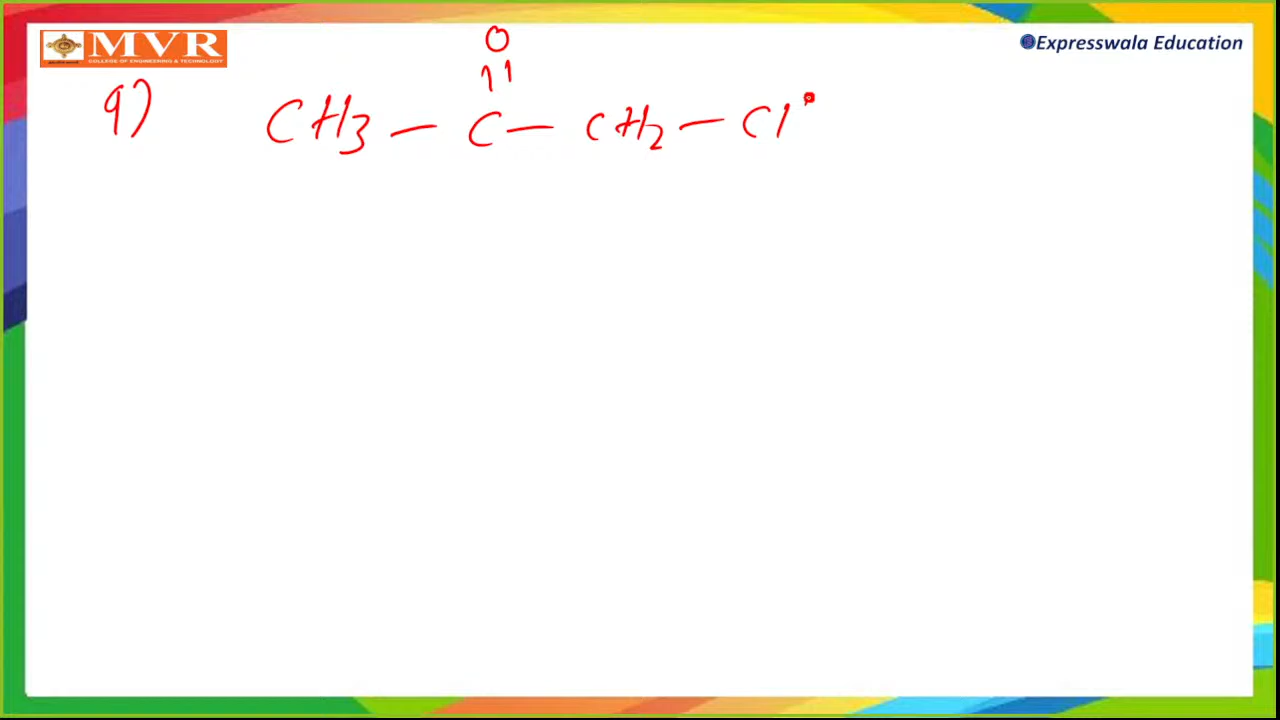 MVR
COLLEGE OF ENGINEERING & TECHNOLOGY
Expresswala Education
O
9) CH3 — C — CH2 — Cl